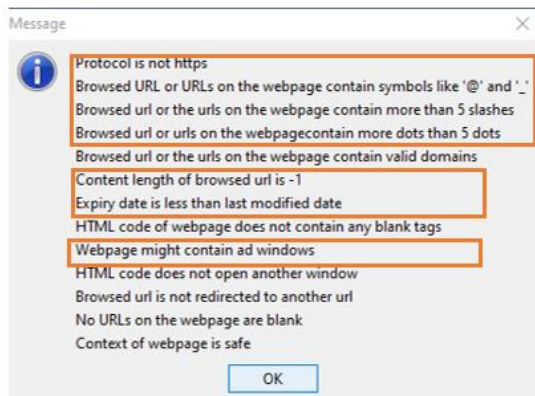 Message
Protocol is not https
Browsed URL or URLs on the webpage contain symbols like '@' and '_'
Browsed url or the urls on the webpage contain more than 5 slashes
Browsed url or urls on the webpagecontain more dots than 5 dots
Browsed url or the urls on the webpage contain valid domains
Content length of browsed url is -1
Expiry date is less than last modified date
HTML code of webpage does not contain any blank tags
Webpage might contain ad windows
HTML code does not open another window
Browsed url is not redirected to another url
No URLs on the webpage are blank
Context of webpage is safe
OK